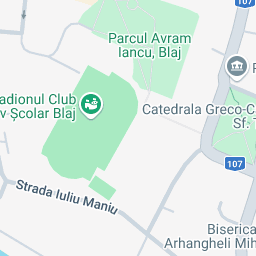 Parcul Avram
Iancu, Blaj
adionul Club
v Școlar Blaj
Catedrala Greco-C
Sf.
107
107
Strada Iuliu Maniu
Biserica
Arhangheli Mih